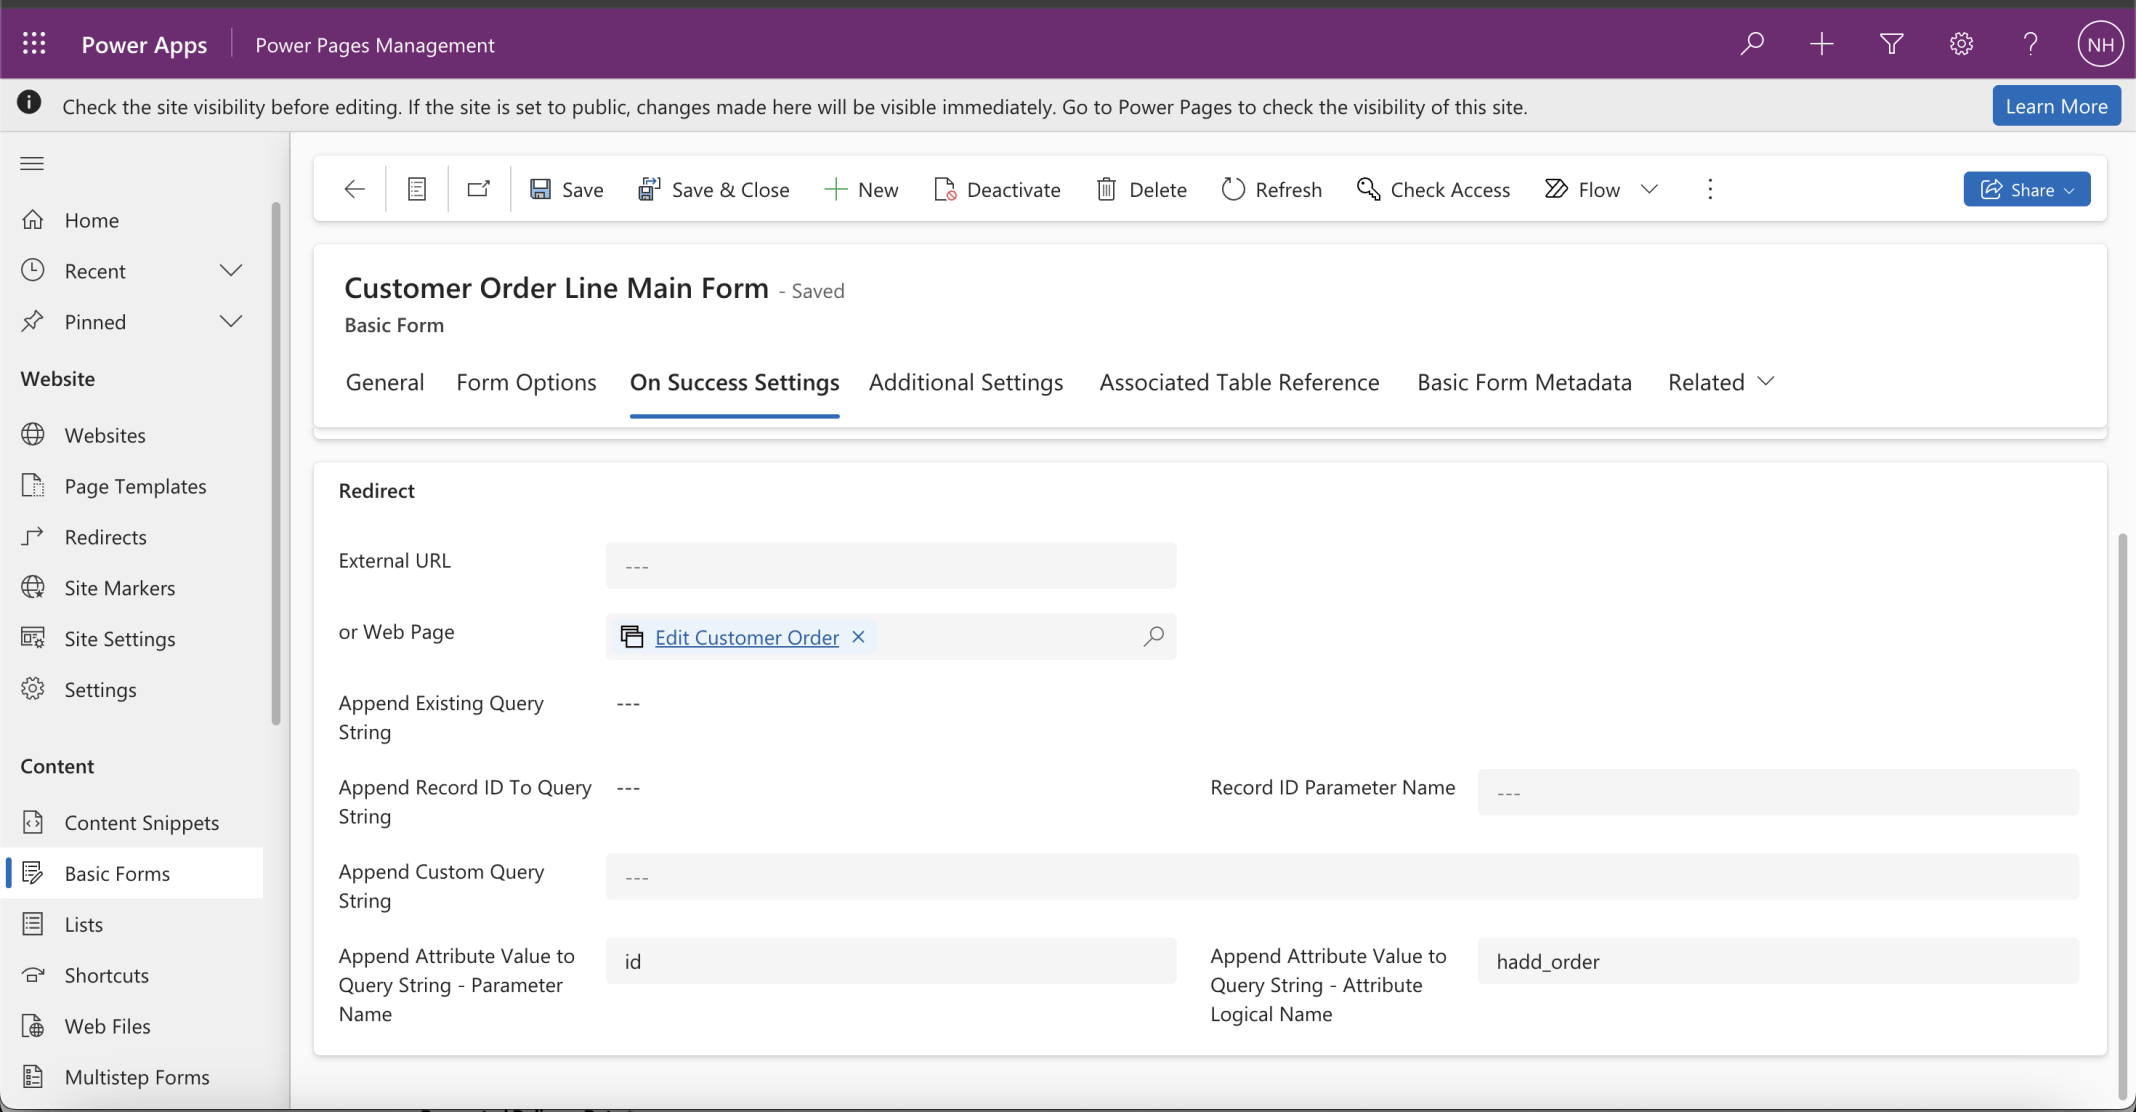 Power Apps
Power Pages Management
NH
Check the site visibility before editing. If the site is set to public, changes made here will be visible immediately. Go to Power Pages to check the visibility of this site.
Learn More
Home
Recent
Pinned
Website
Websites
Page Templates
Redirects
Site Markers
Site Settings
Settings
Content
Content Snippets
Basic Forms
Lists
Shortcuts
Web Files
Multistep Forms
Save
Save & Close
New
Deactivate
Delete
Refresh
Check Access
Flow
Share
Customer Order Line Main Form - Saved
Basic Form
General
Form Options
On Success Settings
Additional Settings
Associated Table Reference
Basic Form Metadata
Related
Redirect
External URL
---
or Web Page
Edit Customer Order
Append Existing Query
String
---
Append Record ID To Query
String
---
Record ID Parameter Name
---
Append Custom Query
String
---
Append Attribute Value to
Query String - Parameter
Name
id
Append Attribute Value to
Query String - Attribute
Logical Name
hadd_order